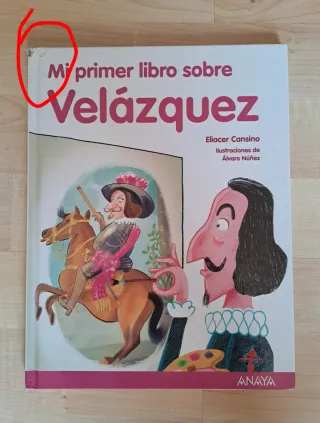 Mi primer libro sobre
Velázquez
Eliacer Cansino
Ilustraciones de
Álvaro Núñez
ANAYA